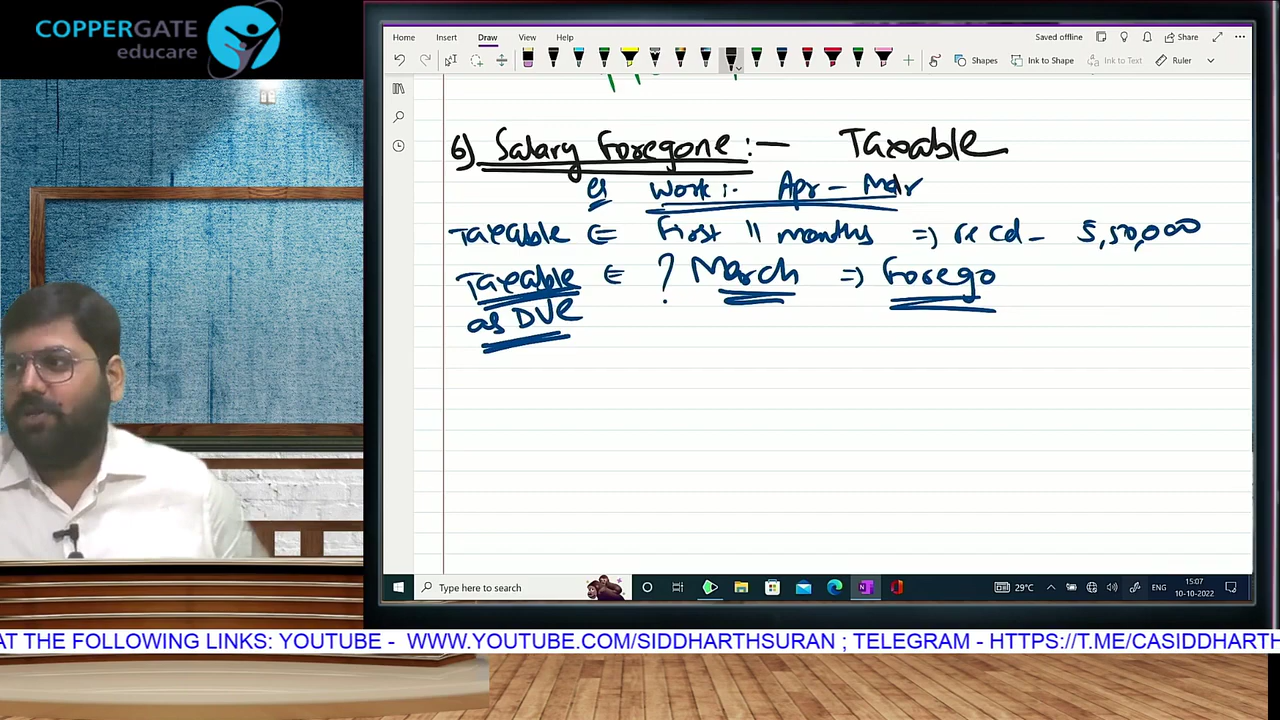 COPPERGATE
educare
Home Insert Draw View Help
Saved offline
Share
Shapes
Ink to Shape
Ink to Text
Ruler
6) Salary Foregone :- Taxable
eg Work :- Apr - Mar
Taxable ⇐ First 11 months => recd - 5,50,000
Taxable ⇐ ? March => Forego
as DUE
Type here to search
29°C
ENG
15:07
10-10-2022
AT THE FOLLOWING LINKS: YOUTUBE - WWW.YOUTUBE.COM/SIDDHARTHSURAN ; TELEGRAM - HTTPS://T.ME/CASIDDHARTH